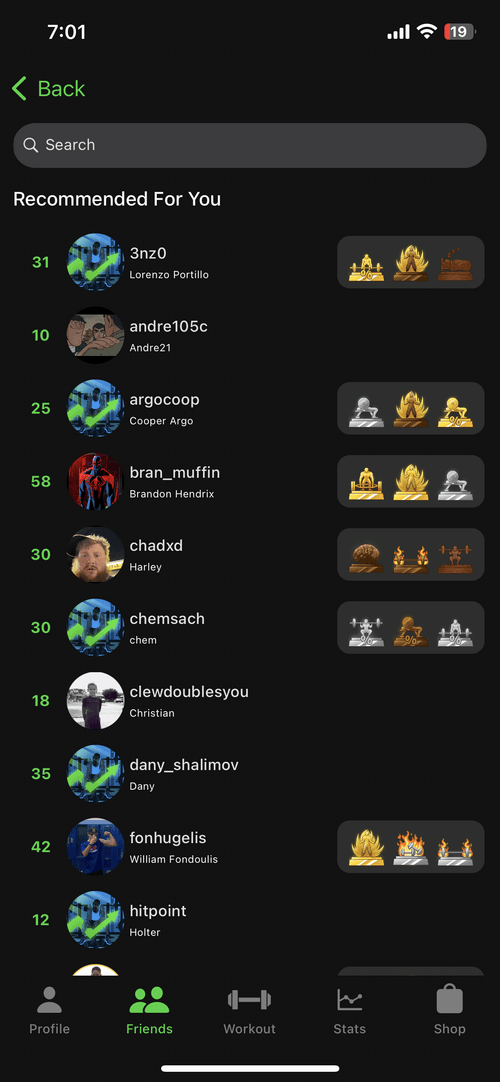 7:01
19
Back
Search
Recommended For You
31
3nz0
Lorenzo Portillo
%
10
andre105c
Andre21
25
argocoop
Cooper Argo
%
58
bran_muffin
Brandon Hendrix
30
chadxd
Harley
30
chemsach
chem
% % %
18
clewdoublesyou
Christian
35
dany_shalimov
Dany
42
fonhugelis
William Fondoulis
12
hitpoint
Holter
Profile
Friends
Workout
Stats
Shop